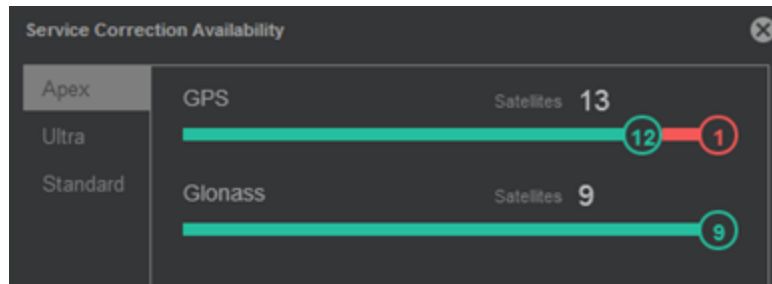 Service Correction Availability
Apex
Ultra
Standard
GPS
Satellites 13
12
1
Glonass
Satellites 9
9